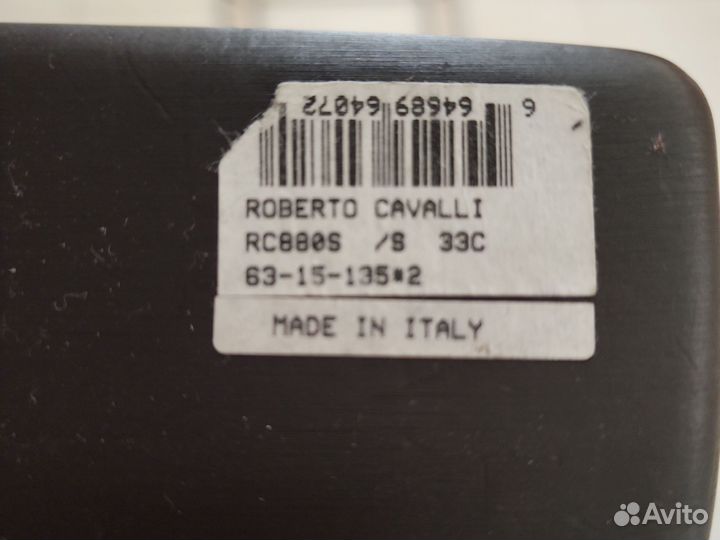 6 64689 64072
ROBERTO CAVALLI
RC880S /S 33C
63-15-135*2
MADE IN ITALY
Avito